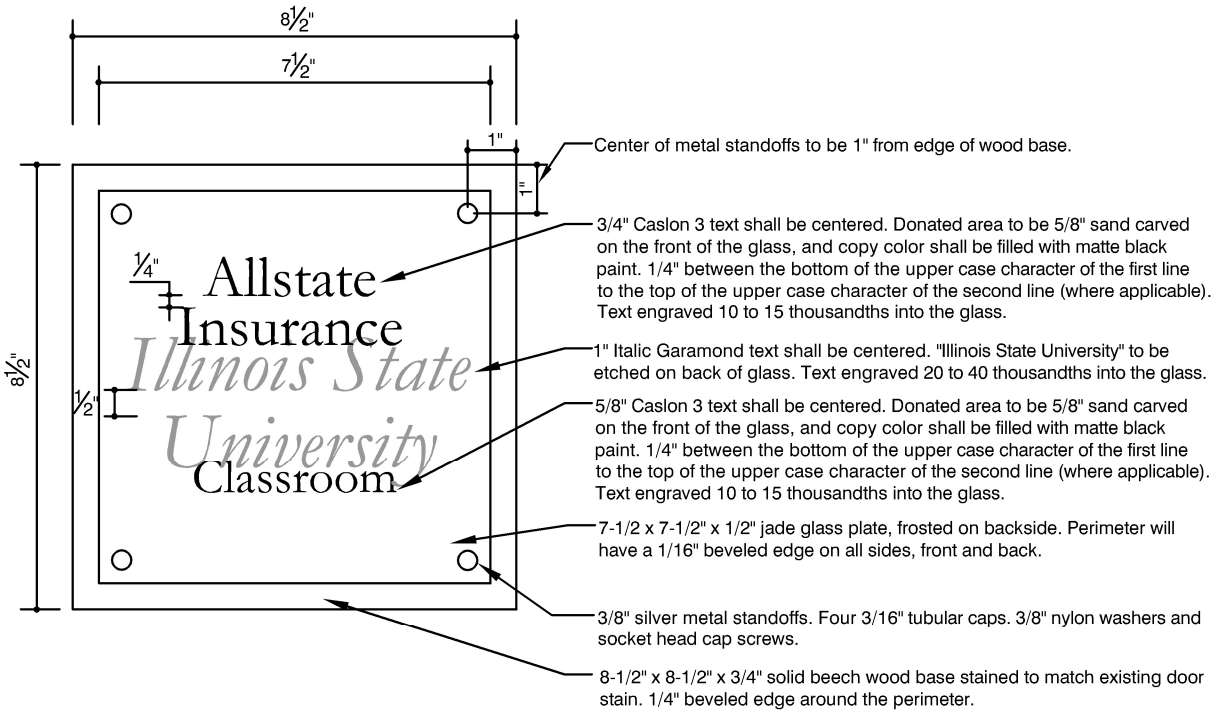 8½"
7½"
1"
Center of metal standoffs to be 1" from edge of wood base.
1"
3/4" Caslon 3 text shall be centered. Donated area to be 5/8" sand carved
on the front of the glass, and copy color shall be filled with matte black
paint. 1/4" between the bottom of the upper case character of the first line
to the top of the upper case character of the second line (where applicable).
Text engraved 10 to 15 thousandths into the glass.
¼"
Allstate
Insurance
Illinois State
University
Classroom
8½"
½"
1" Italic Garamond text shall be centered. "Illinois State University" to be
etched on back of glass. Text engraved 20 to 40 thousandths into the glass.
5/8" Caslon 3 text shall be centered. Donated area to be 5/8" sand carved
on the front of the glass, and copy color shall be filled with matte black
paint. 1/4" between the bottom of the upper case character of the first line
to the top of the upper case character of the second line (where applicable).
Text engraved 10 to 15 thousandths into the glass.
7-1/2 x 7-1/2" x 1/2" jade glass plate, frosted on backside. Perimeter will
have a 1/16" beveled edge on all sides, front and back.
3/8" silver metal standoffs. Four 3/16" tubular caps. 3/8" nylon washers and
socket head cap screws.
8-1/2" x 8-1/2" x 3/4" solid beech wood base stained to match existing door
stain. 1/4" beveled edge around the perimeter.